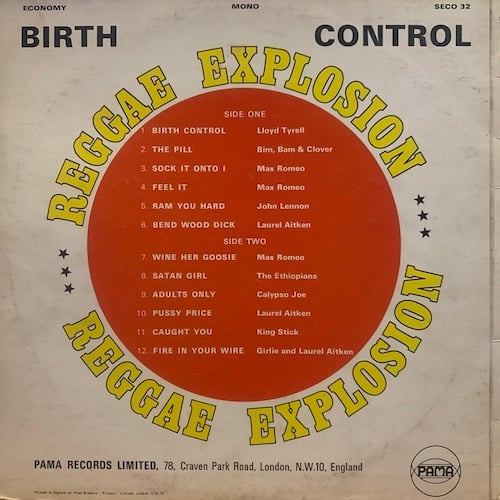 ECONOMY MONO SECO 32
BIRTH CONTROL
REGGAE EXPLOSION
SIDE ONE
1. BIRTH CONTROL Lloyd Tyrell
2. THE PILL Bim, Bam & Clover
3. SOCK IT ONTO I Max Romeo
4. FEEL IT Max Romeo
5. RAM YOU HARD John Lennon
6. BEND WOOD DICK Laurel Aitken
SIDE TWO
7. WINE HER GOOSIE Max Romeo
8. SATAN GIRL The Ethiopians
9. ADULTS ONLY Calypso Joe
10. PUSSY PRICE Laurel Aitken
11. CAUGHT YOU King Stick
12. FIRE IN YOUR WIRE Girlie and Laurel Aitken
REGGAE EXPLOSION
PAMA RECORDS LIMITED, 78, Craven Park Road, London, N.W.10, England
PAMA
Printed in England by